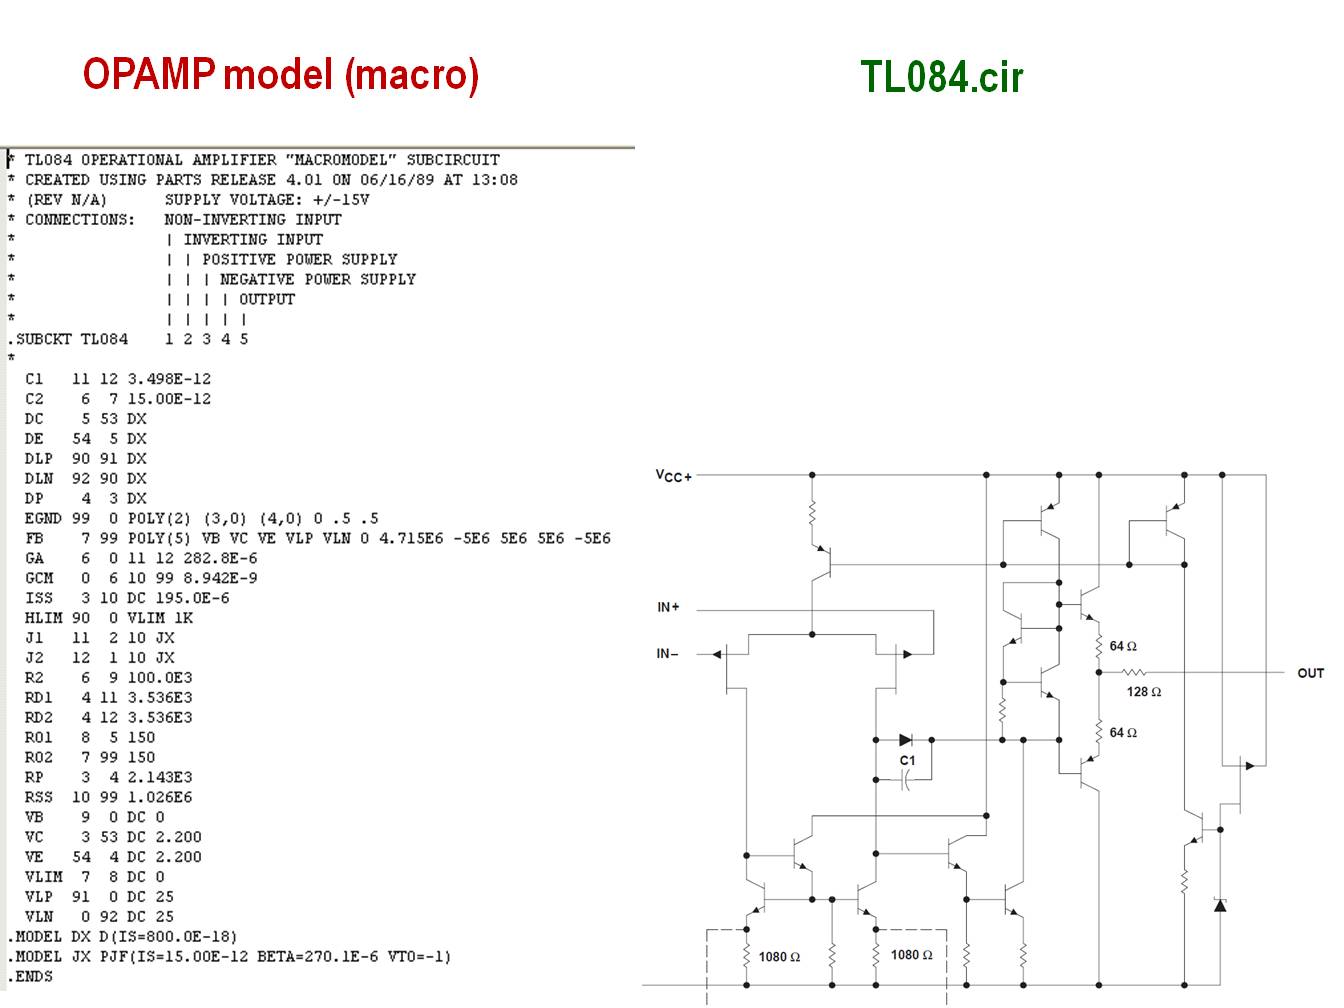 OPAMP model (macro)
TL084.cir
* TL084 OPERATIONAL AMPLIFIER "MACROMODEL" SUBCIRCUIT
* CREATED USING PARTS RELEASE 4.01 ON 06/16/89 AT 13:08
* (REV N/A)      SUPPLY VOLTAGE: +/-15V
* CONNECTIONS:   NON-INVERTING INPUT
*                | INVERTING INPUT
*                | | POSITIVE POWER SUPPLY
*                | | | NEGATIVE POWER SUPPLY
*                | | | | OUTPUT
*                | | | | |
.SUBCKT TL084    1 2 3 4 5
*
  C1   11 12 3.498E-12
  C2    6  7 15.00E-12
  DC    5 53 DX
  DE   54  5 DX
  DLP  90 91 DX
  DLN  92 90 DX
  DP    4  3 DX
  EGND 99  0 POLY(2) (3,0) (4,0) 0 .5 .5
  FB    7 99 POLY(5) VB VC VE VLP VLN 0 4.715E6 -5E6 5E6 5E6 -5E6
  GA    6  0 11 12 282.8E-6
  GCM   0  6 10 99 8.942E-9
  ISS   3 10 DC 195.0E-6
  HLIM 90  0 VLIM 1K
  J1   11  2 10 JX
  J2   12  1 10 JX
  R2    6  9 100.0E3
  RD1   4 11 3.536E3
  RD2   4 12 3.536E3
  RO1   8  5 150
  RO2   7 99 150
  RP    3  4 2.143E3
  RSS  10 99 1.026E6
  VB    9  0 DC 0
  VC    3 53 DC 2.200
  VE   54  4 DC 2.200
  VLIM  7  8 DC 0
  VLP  91  0 DC 25
  VLN   0 92 DC 25
.MODEL DX D(IS=800.0E-18)
.MODEL JX PJF(IS=15.00E-12 BETA=270.1E-6 VTO=-1)
.ENDS
VCC+
IN+
IN−
64 Ω
OUT
128 Ω
64 Ω
C1
1080 Ω
1080 Ω